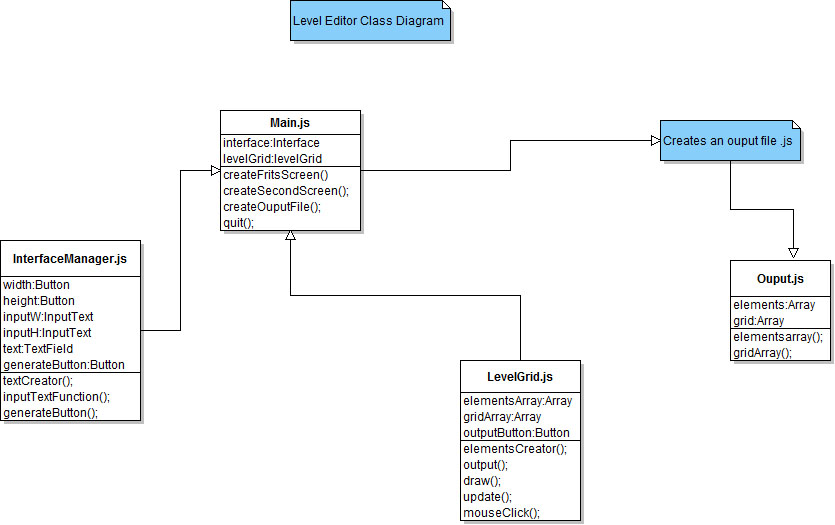 Level Editor Class Diagram
Main.js
interface:Interface
levelGrid:levelGrid
createFritsScreen()
createSecondScreen();
createOuputFile();
quit();
Creates an ouput file .js
InterfaceManager.js
width:Button
height:Button
inputW:InputText
inputH:InputText
text:TextField
generateButton:Button
textCreator();
inputTextFunction();
generateButton();
Ouput.js
elements:Array
grid:Array
elementsarray();
gridArray();
LevelGrid.js
elementsArray:Array
gridArray:Array
outputButton:Button
elementsCreator();
output();
draw();
update();
mouseClick();